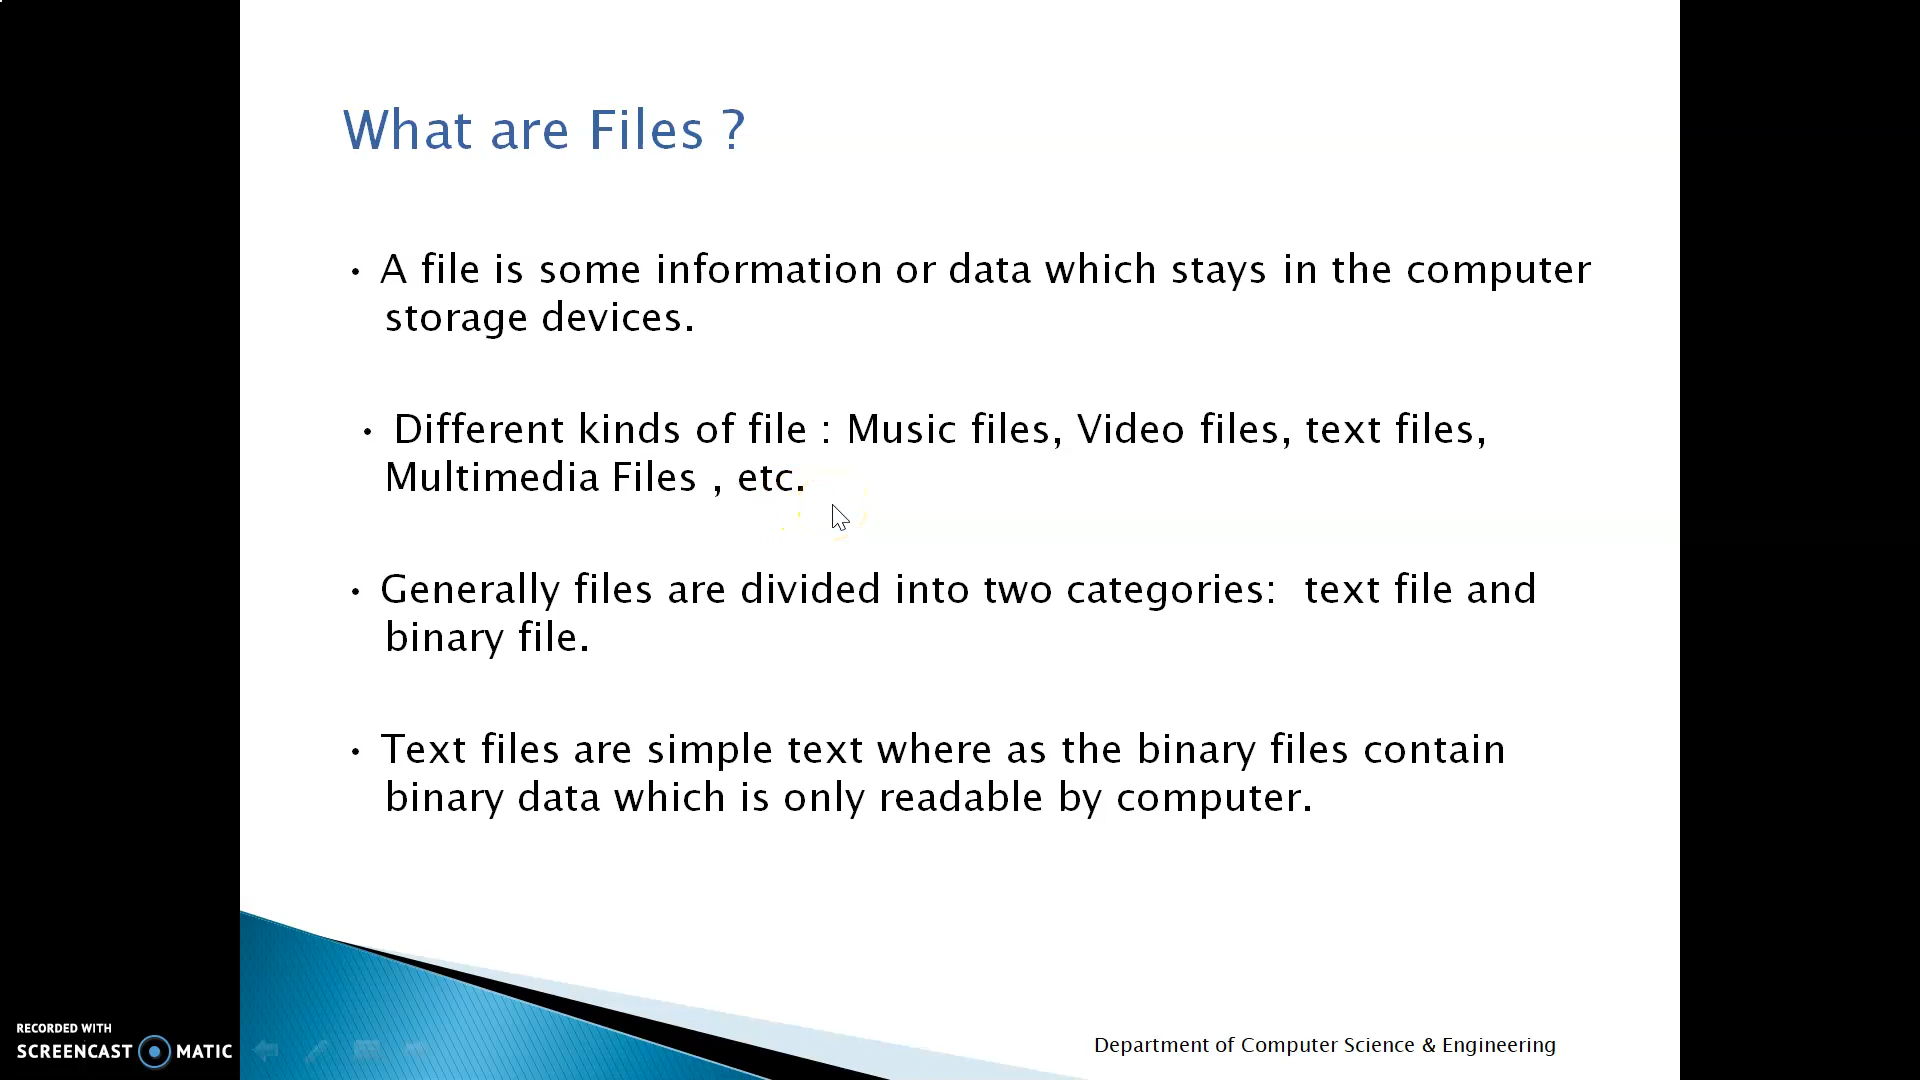 What are Files ?
• A file is some information or data which stays in the computer
storage devices.
• Different kinds of file : Music files, Video files, text files,
Multimedia Files , etc.
• Generally files are divided into two categories:  text file and
binary file.
• Text files are simple text where as the binary files contain
binary data which is only readable by computer.
RECORDED WITH
SCREENCAST MATIC
Department of Computer Science & Engineering